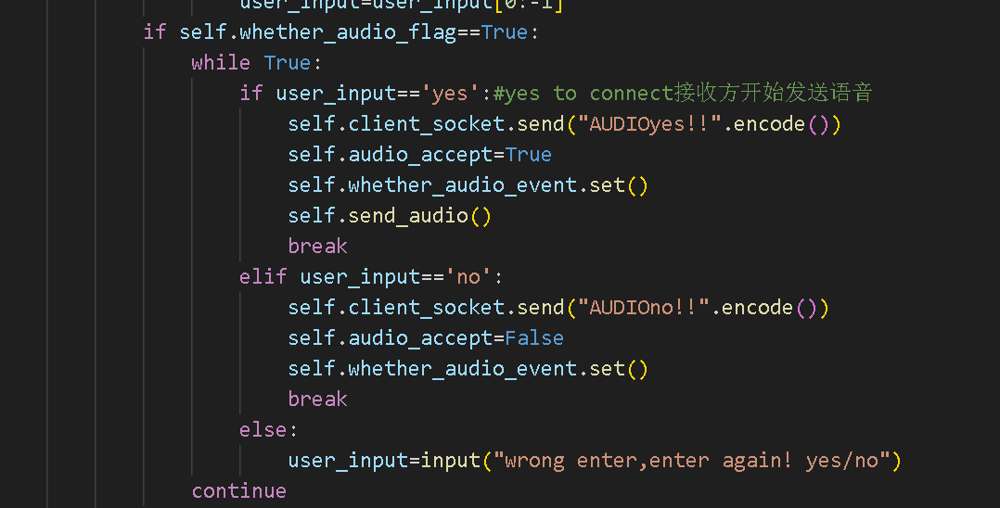 user_input=user_input[0:-1]
if self.whether_audio_flag==True:
while True:
if user_input=='yes':#yes to connect接收方开始发送语音
self.client_socket.send("AUDIOyes!!".encode())
self.audio_accept=True
self.whether_audio_event.set()
self.send_audio()
break
elif user_input=='no':
self.client_socket.send("AUDIOno!!".encode())
self.audio_accept=False
self.whether_audio_event.set()
break
else:
user_input=input("wrong enter,enter again! yes/no")
continue